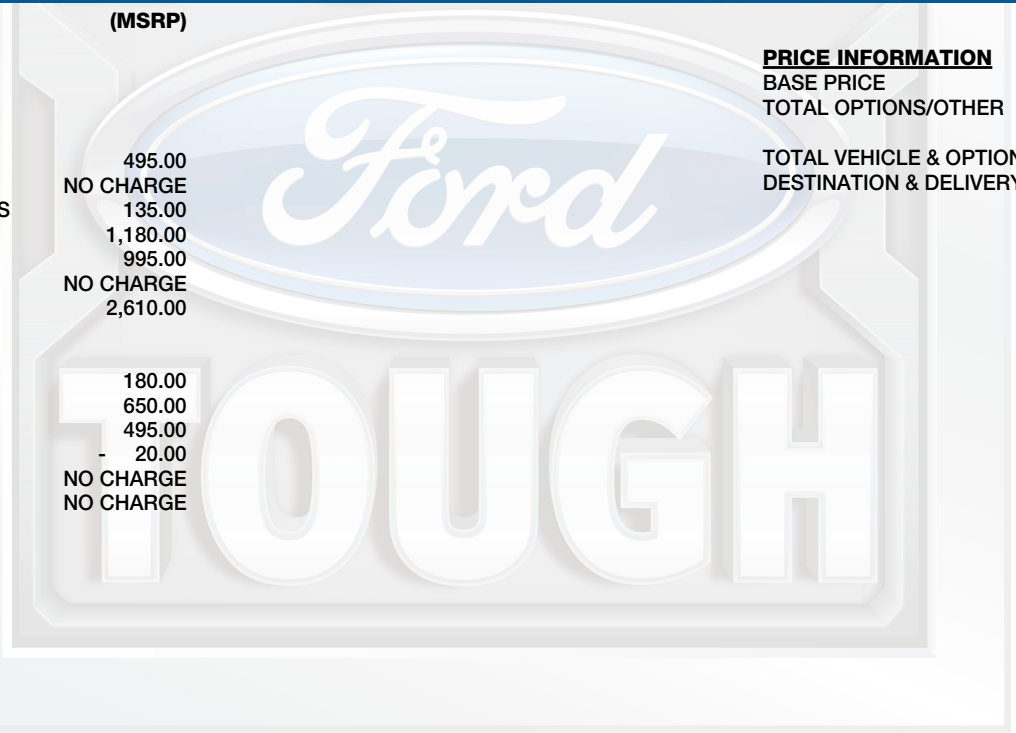 (MSRP)
495.00
NO CHARGE
S 135.00
1,180.00
995.00
NO CHARGE
2,610.00
180.00
650.00
495.00
- 20.00
NO CHARGE
NO CHARGE
PRICE INFORMATION
BASE PRICE
TOTAL OPTIONS/OTHER
TOTAL VEHICLE & OPTION
DESTINATION & DELIVERY
Ford
TOUGH